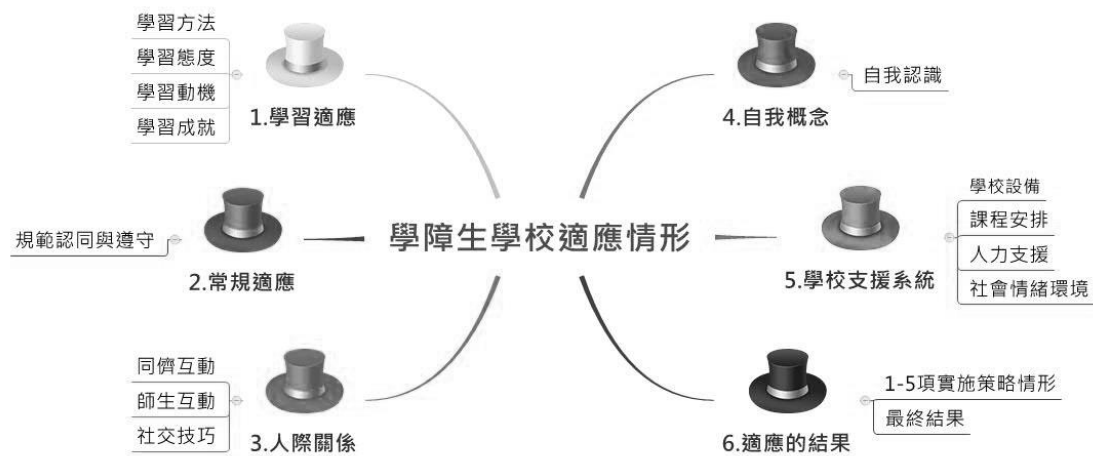 學習方法
學習態度
學習動機
學習成就
1.學習適應
規範認同與遵守
2.常規適應
同儕互動
師生互動
社交技巧
3.人際關係
學障生學校適應情形
自我認識
4.自我概念
學校設備
課程安排
人力支援
社會情緒環境
5.學校支援系統
1-5項實施策略情形
最終結果
6.適應的結果